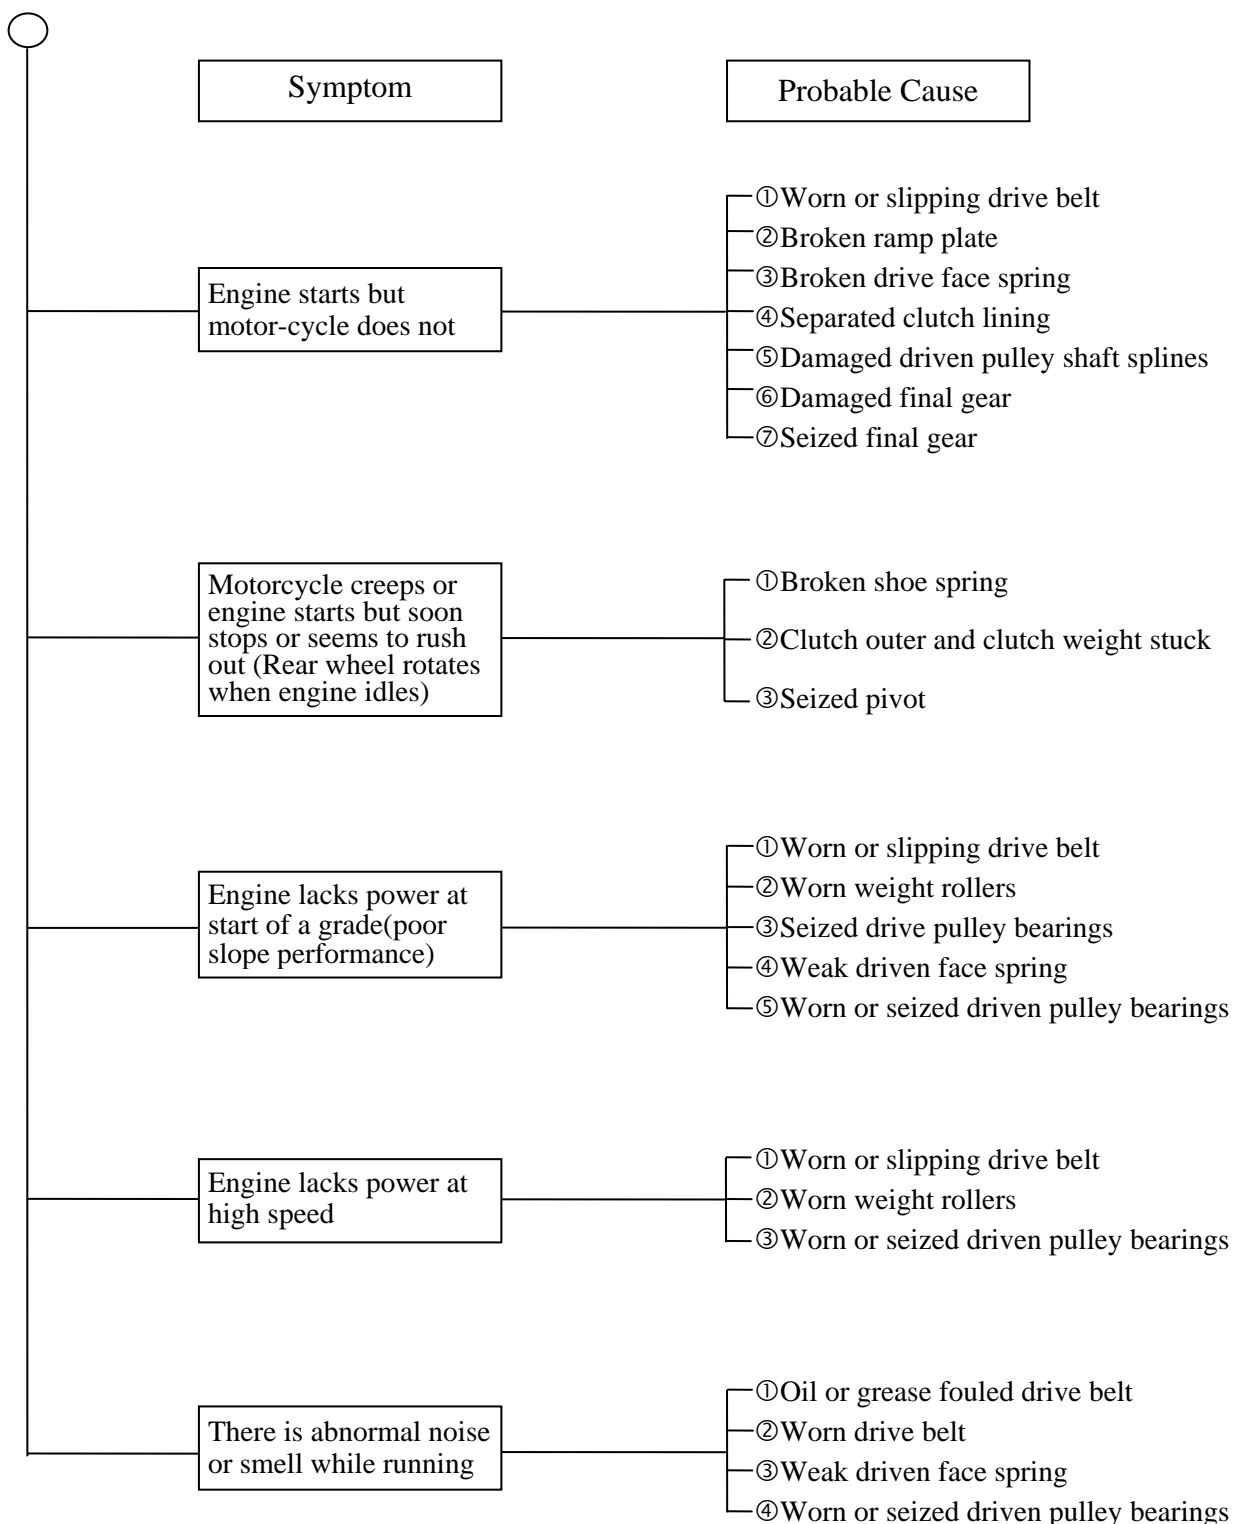 Symptom
Probable Cause
Engine starts but
motor-cycle does not
①Worn or slipping drive belt
②Broken ramp plate
③Broken drive face spring
④Separated clutch lining
⑤Damaged driven pulley shaft splines
⑥Damaged final gear
⑦Seized final gear
Motorcycle creeps or
engine starts but soon
stops or seems to rush
out (Rear wheel rotates
when engine idles)
①Broken shoe spring
②Clutch outer and clutch weight stuck
③Seized pivot
Engine lacks power at
start of a grade(poor
slope performance)
①Worn or slipping drive belt
②Worn weight rollers
③Seized drive pulley bearings
④Weak driven face spring
⑤Worn or seized driven pulley bearings
Engine lacks power at
high speed
①Worn or slipping drive belt
②Worn weight rollers
③Worn or seized driven pulley bearings
There is abnormal noise
or smell while running
①Oil or grease fouled drive belt
②Worn drive belt
③Weak driven face spring
④Worn or seized driven pulley bearings